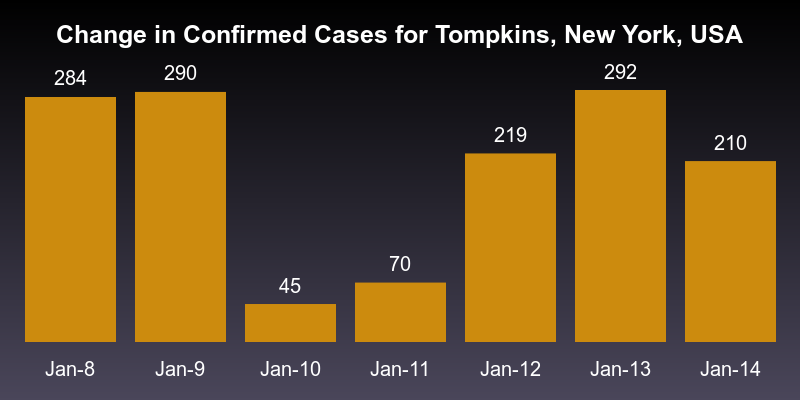 Change in Confirmed Cases for Tompkins, New York, USA
284 290 45 70 219 292 210
Jan-8 Jan-9 Jan-10 Jan-11 Jan-12 Jan-13 Jan-14